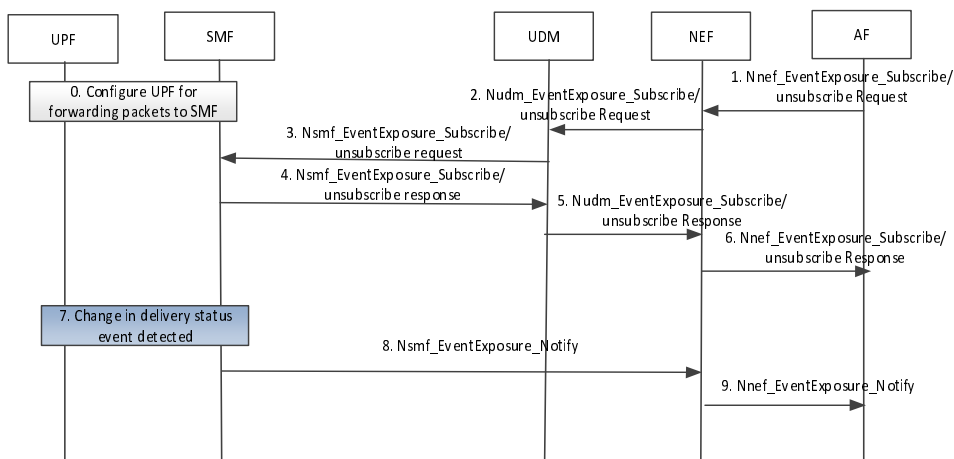 UPF
SMF
UDM
NEF
AF
0. Configure UPF for
forwarding packets to SMF
1. Nnef_EventExposure_Subscribe/
unsubscribe Request
2. Nudm_EventExposure_Subscribe/
unsubscribe Request
3. Nsmf_EventExposure_Subscribe/
unsubscribe request
4. Nsmf_EventExposure_Subscribe/
unsubscribe response
5. Nudm_EventExposure_Subscribe/
unsubscribe Response
6. Nnef_EventExposure_Subscribe/
unsubscribe Response
7. Change in delivery status
event detected
8. Nsmf_EventExposure_Notify
9. Nnef_EventExposure_Notify